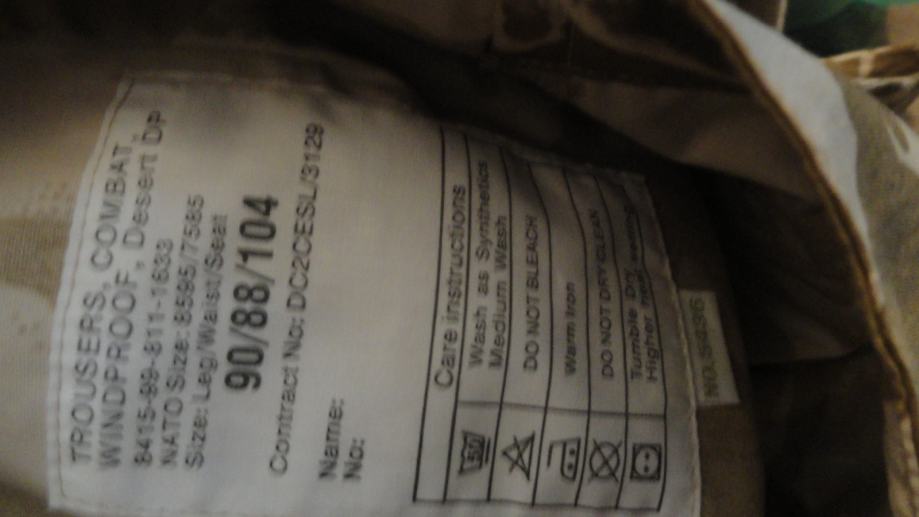 TROUSERS, COMBAT,
WINDPROOF, Desert DP
8415-99-811-1633
NATO Size: 8595/7585
Size: Leg/Waist/Seat
90/88/104
Contract No: DC2CESL/3129
Name:
No:
Care instructions
50
Wash as Synthetics
Medium Wash
DO NOT BLEACH
Warm Iron
DO NOT DRY CLEAN
Tumble Dry
Higher heat